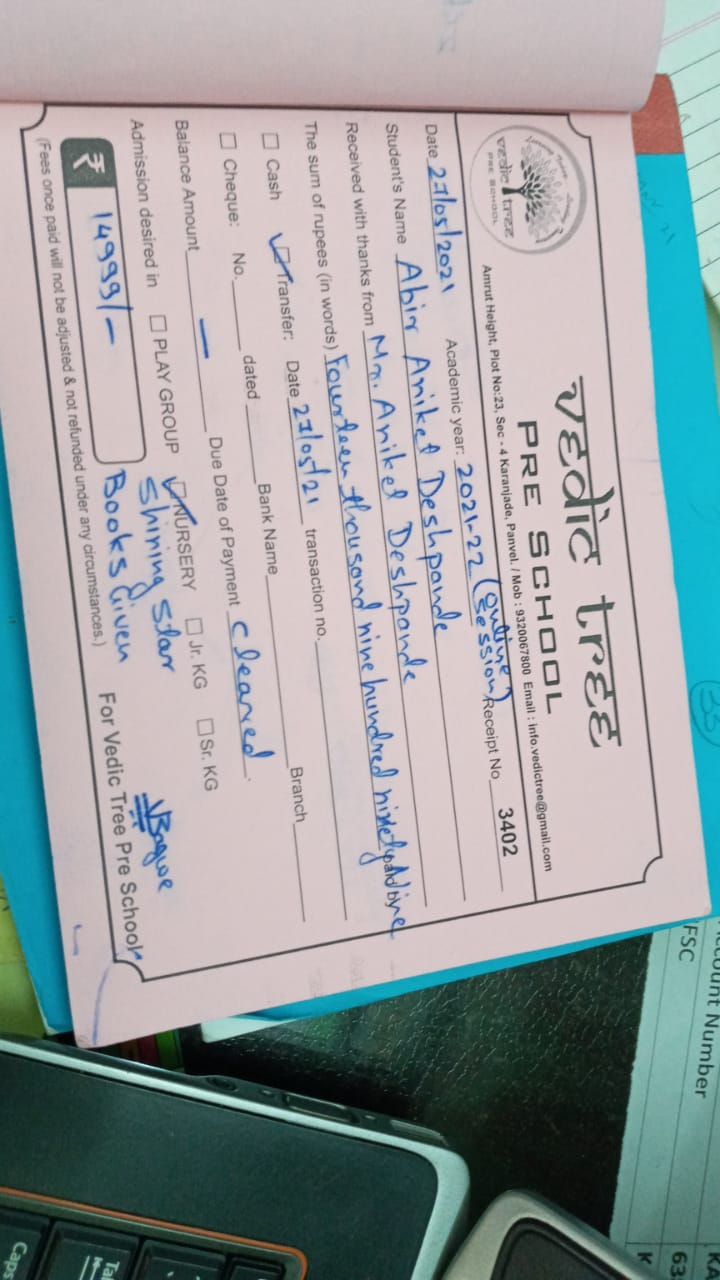 vedic tree
PRE SCHOOL
Learning Happens Naturally
vedic tree
PRE SCHOOL
Amrut Height, Plot No:23, Sec - 4 Karanjade, Panvel. / Mob : 9320067800 Email : info.vedictree@gmail.com
Date 27/05/2021 Academic year: 2021-22 (Online Session) Receipt No. 3402
Student's Name Abir Aniket Deshpande
Received with thanks from Mr. Aniket Deshpande
The sum of rupees (in words) Fourteen thousand nine hundred ninety Nine paid by
☐ Cash ☑ Transfer: Date 27/05/21 transaction no.
☐ Cheque: No. dated Bank Name Branch
Balance Amount — Due Date of Payment cleared.
Admission desired in ☐ PLAY GROUP ☑ NURSERY ☐ Jr. KG ☐ Sr. KG
Shining Star
₹ 14999/- Books Given
For Vedic Tree Pre School
(Fees once paid will not be adjusted & not refunded under any circumstances.)
33
Account Number
IFSC
63
K
Caps